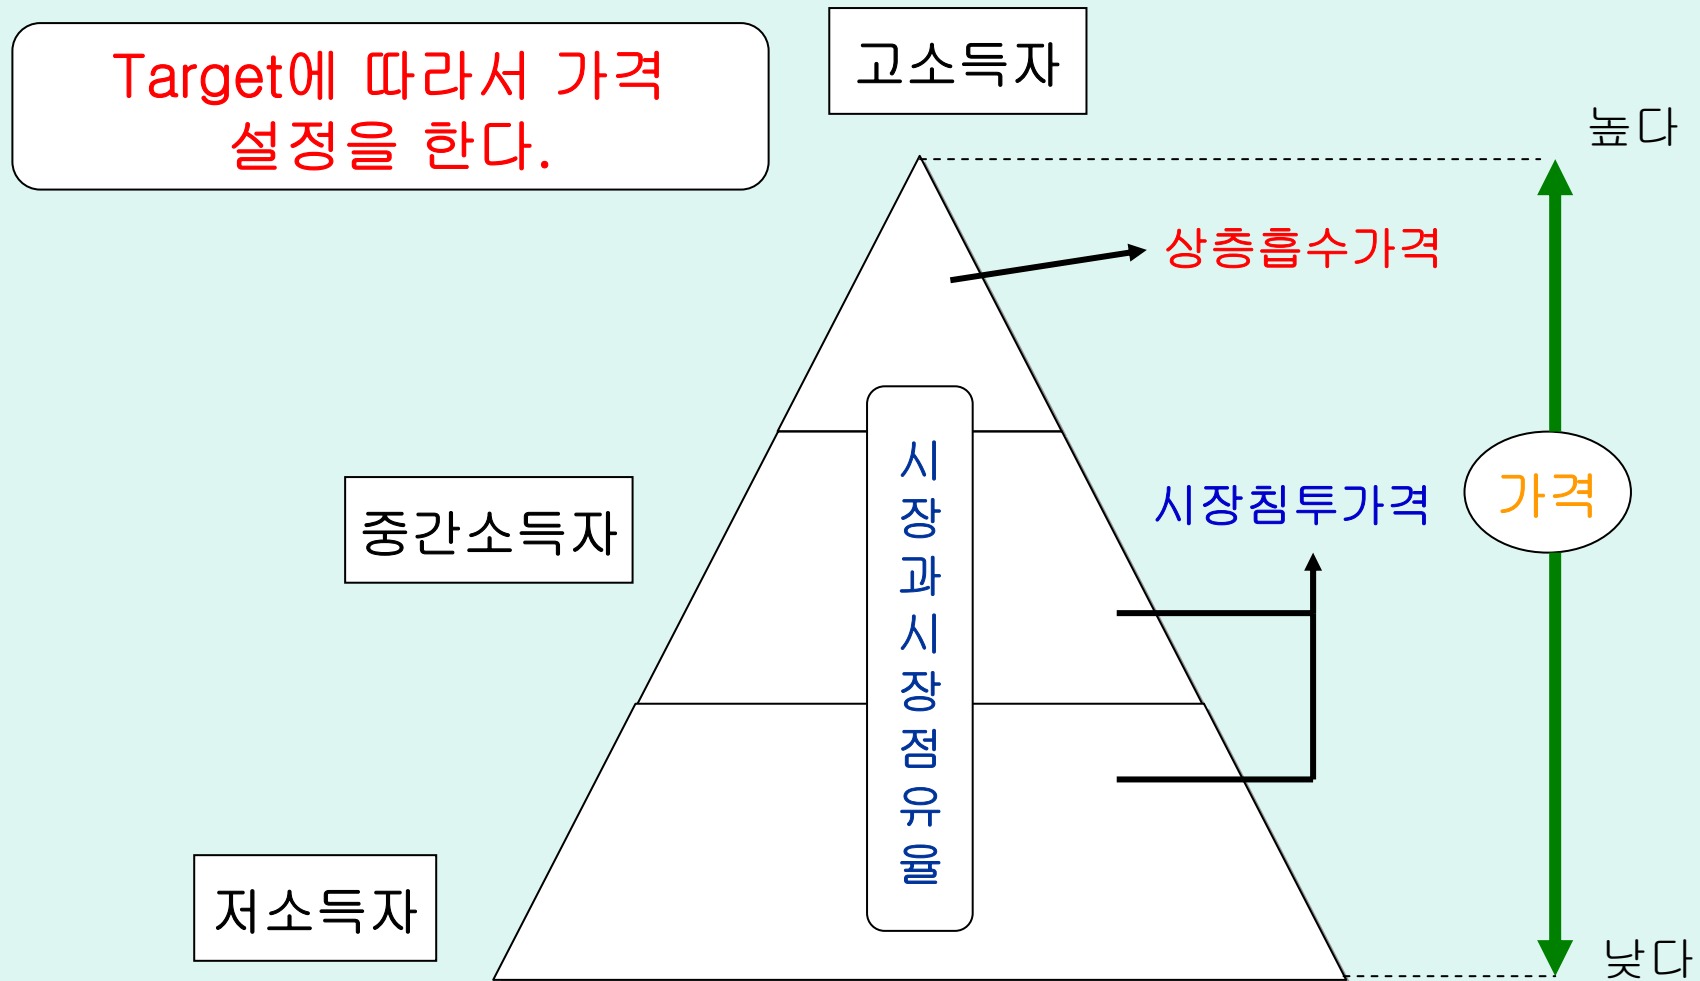 Target에 따라서 가격
설정을 한다.
고소득자
높다
상층흡수가격
시장과시장점유율
시장침투가격
가격
중간소득자
저소득자
낮다